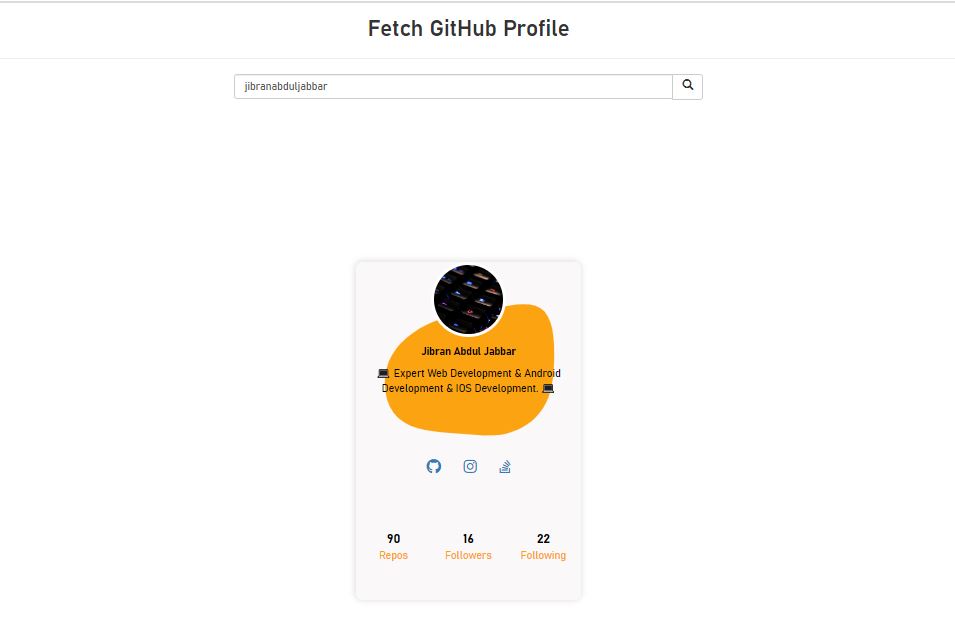 Fetch GitHub Profile
jibranabduljabbar
Jibran Abdul Jabbar
💻 Expert Web Development & Android
Development & IOS Development. 💻
90 16 22
Repos Followers Following